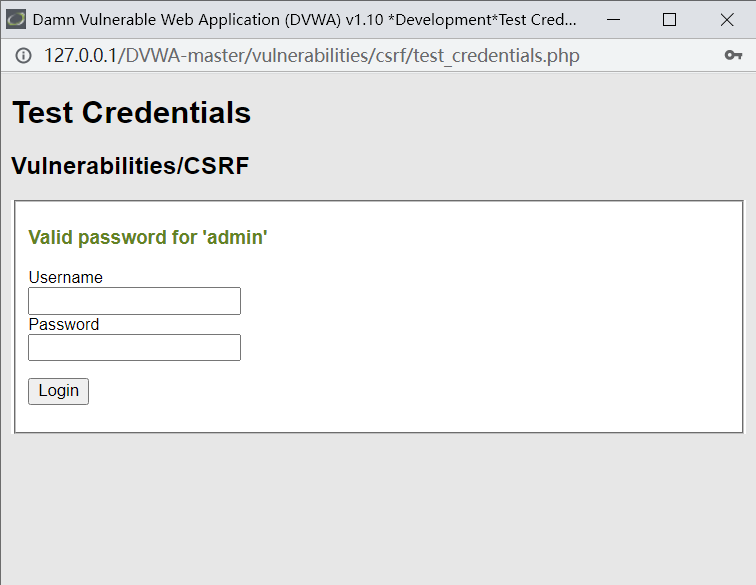 Damn Vulnerable Web Application (DVWA) v1.10 *Development*Test Cred...
127.0.0.1/DVWA-master/vulnerabilities/csrf/test_credentials.php
Test Credentials
Vulnerabilities/CSRF
Valid password for 'admin'
Username
Password
Login